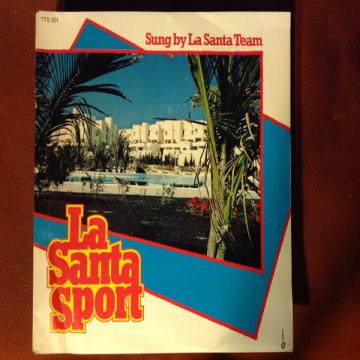 TTS 001
Sung by La Santa Team
La
Santa
Sport